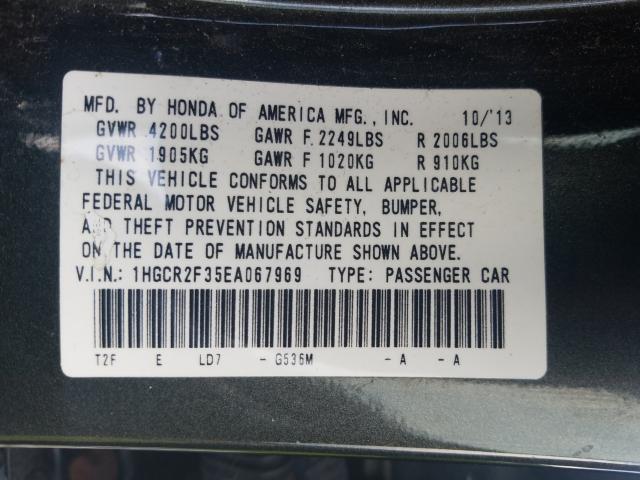 MFD. BY HONDA OF AMERICA MFG., INC. 10/'13
GVWR 4200LBS GAWR F 2249LBS R 2006LBS
GVWR 1905KG GAWR F 1020KG R 910KG
THIS VEHICLE CONFORMS TO ALL APPLICABLE
FEDERAL MOTOR VEHICLE SAFETY, BUMPER,
AND THEFT PREVENTION STANDARDS IN EFFECT
ON THE DATE OF MANUFACTURE SHOWN ABOVE.
V.I.N.: 1HGCR2F35EA067969 TYPE: PASSENGER CAR
T2F E LD7 - G536M - A - A